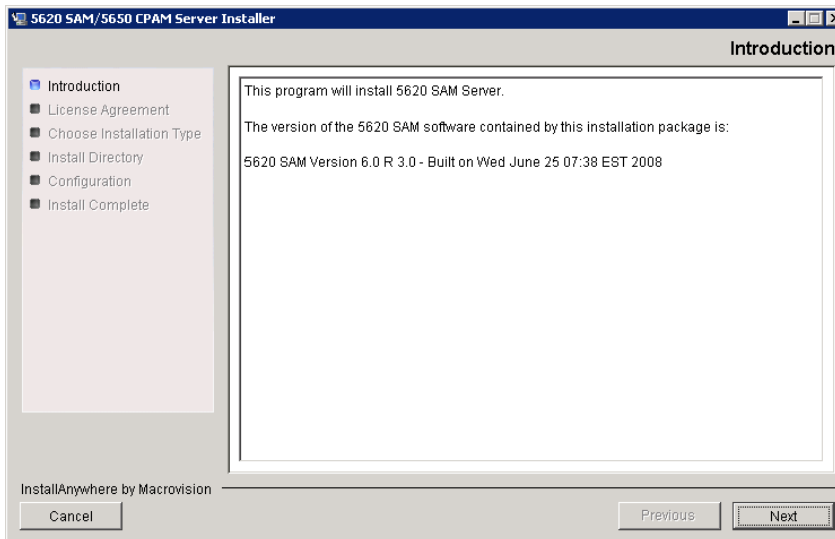 5620 SAM/5650 CPAM Server Installer
Introduction
Introduction
License Agreement
Choose Installation Type
Install Directory
Configuration
Install Complete
This program will install 5620 SAM Server.
The version of the 5620 SAM software contained by this installation package is:
5620 SAM Version 6.0 R 3.0 - Built on Wed June 25 07:38 EST 2008
InstallAnywhere by Macrovision
Cancel
Previous
Next